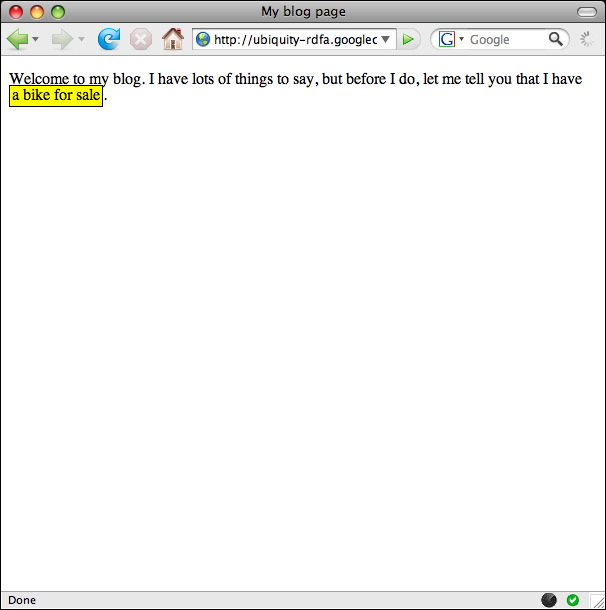 My blog page
http://ubiquity-rdfa.googlec
G Google
Welcome to my blog. I have lots of things to say, but before I do, let me tell you that I have
a bike for sale.
Done